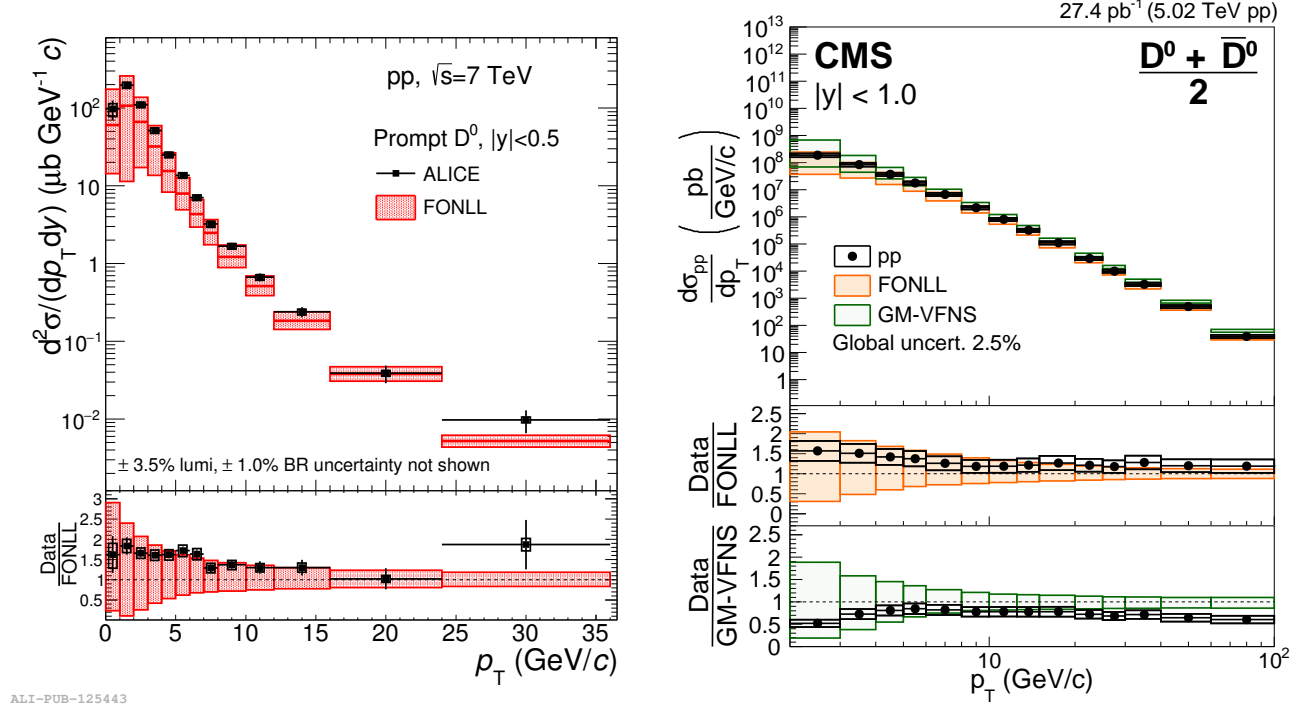 pp, √s=7 TeV
Prompt D⁰, |y|<0.5
ALICE
FONLL
d²σ/(dp_T dy) (μb GeV⁻¹ c)
10²
10
1
10⁻¹
10⁻²
± 3.5% lumi, ± 1.0% BR uncertainty not shown
Data
FONLL
3
2.5
2
1.5
1
0.5
0 5 10 15 20 25 30 35
p_T (GeV/c)
ALI-PUB-125443
27.4 pb⁻¹ (5.02 TeV pp)
CMS
|y| < 1.0
D⁰ + D̅⁰
2
dσ_pp
dp_T
(pb
GeV/c)
10¹³
10¹²
10¹¹
10¹⁰
10⁹
10⁸
10⁷
10⁶
10⁵
10⁴
10³
10²
10
1
pp
FONLL
GM-VFNS
Global uncert. 2.5%
Data
FONLL
2.5
2
1.5
1
0.5
0
Data
GM-VFNS
2.5
2
1.5
1
0.5
0
10 10²
p_T (GeV/c)